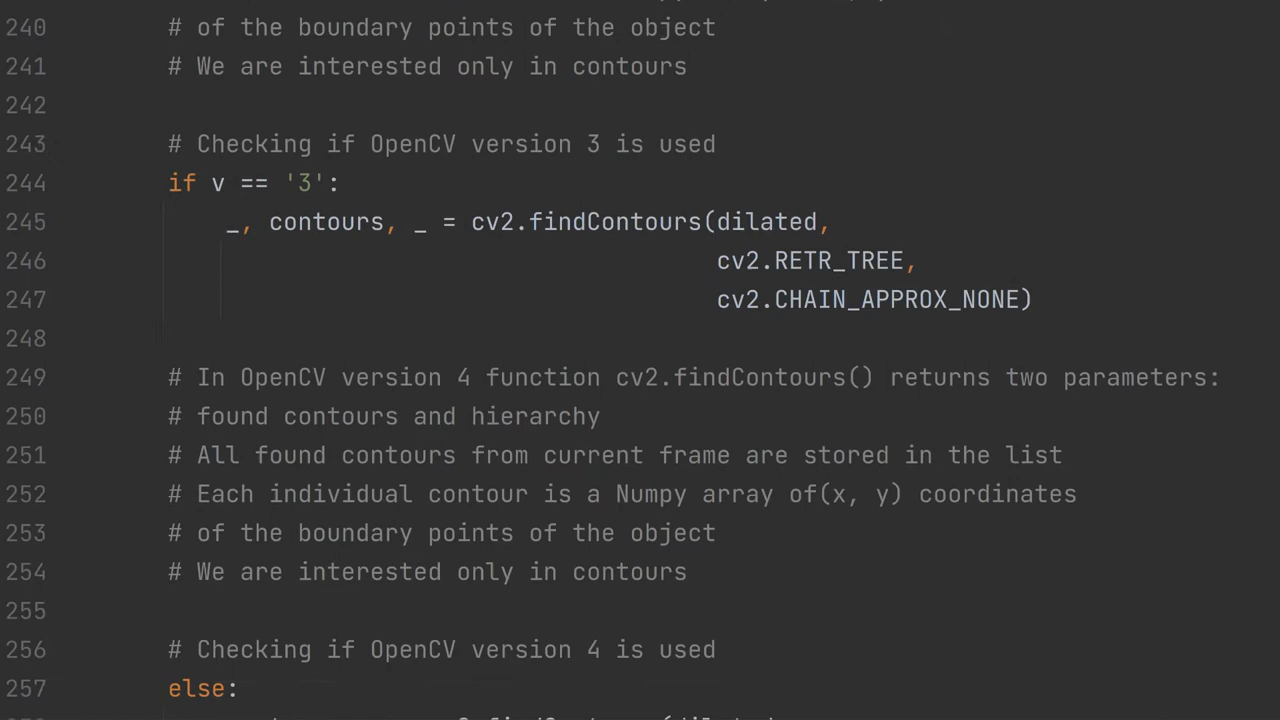 240 # of the boundary points of the object
241 # We are interested only in contours
242
243 # Checking if OpenCV version 3 is used
244 if v == '3':
245 _, contours, _ = cv2.findContours(dilated,
246 cv2.RETR_TREE,
247 cv2.CHAIN_APPROX_NONE)
248
249 # In OpenCV version 4 function cv2.findContours() returns two parameters:
250 # found contours and hierarchy
251 # All found contours from current frame are stored in the list
252 # Each individual contour is a Numpy array of(x, y) coordinates
253 # of the boundary points of the object
254 # We are interested only in contours
255
256 # Checking if OpenCV version 4 is used
257 else: